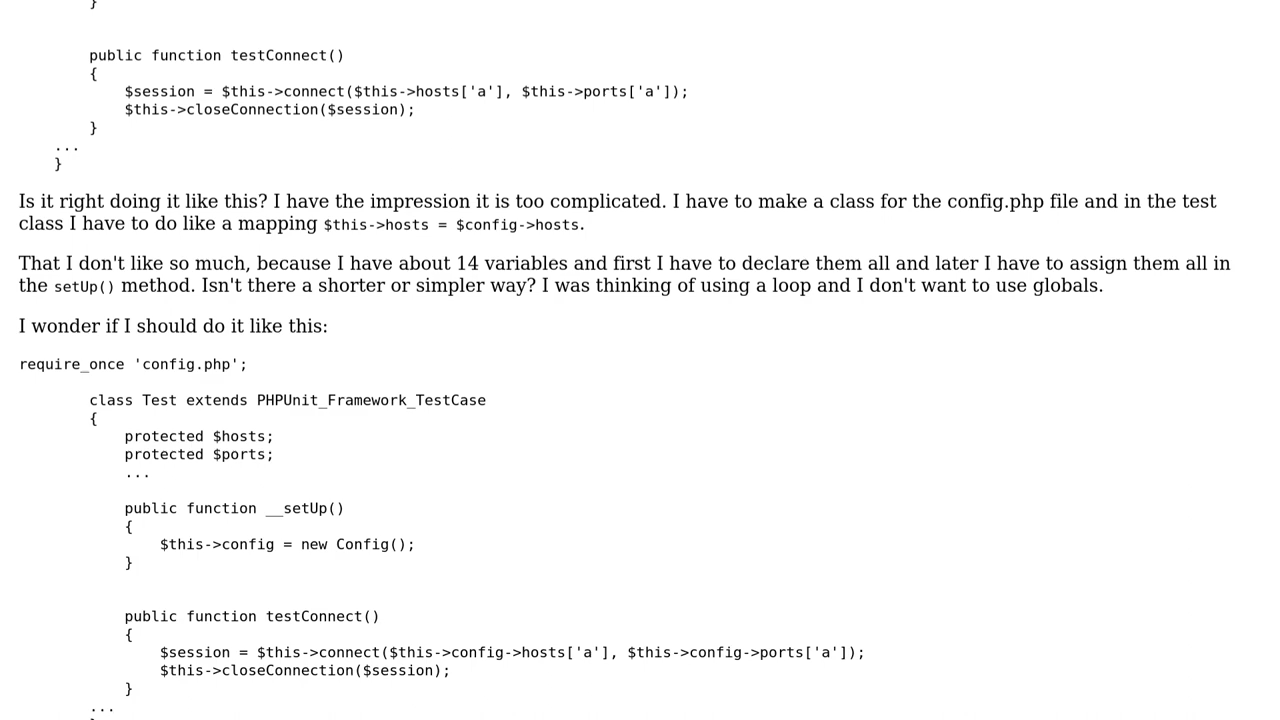 }
public function testConnect()
{
$session = $this->connect($this->hosts['a'], $this->ports['a']);
$this->closeConnection($session);
}
...
}
Is it right doing it like this? I have the impression it is too complicated. I have to make a class for the config.php file and in the test
class I have to do like a mapping $this->hosts = $config->hosts.
That I don't like so much, because I have about 14 variables and first I have to declare them all and later I have to assign them all in
the setUp() method. Isn't there a shorter or simpler way? I was thinking of using a loop and I don't want to use globals.
I wonder if I should do it like this:
require_once 'config.php';
class Test extends PHPUnit_Framework_TestCase
{
protected $hosts;
protected $ports;
...
public function __setUp()
{
$this->config = new Config();
}
public function testConnect()
{
$session = $this->connect($this->config->hosts['a'], $this->config->ports['a']);
$this->closeConnection($session);
}
...